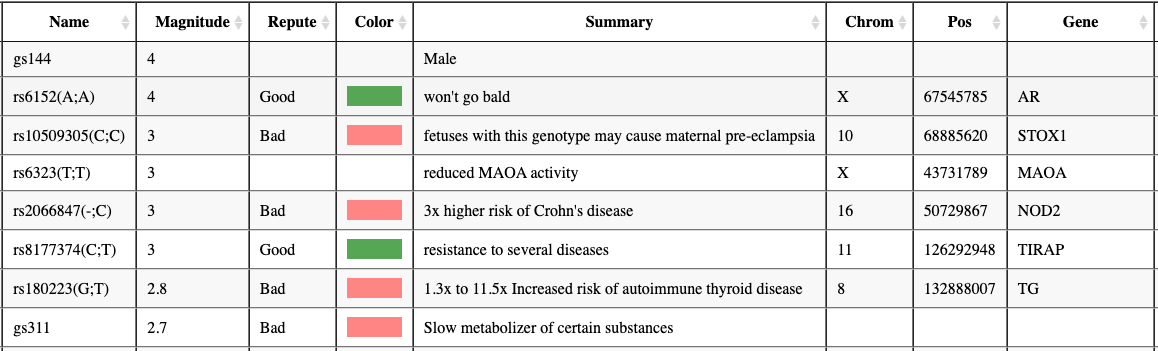 Name Magnitude Repute Color Summary Chrom Pos Gene
gs144 4 Male
rs6152(A;A) 4 Good won't go bald X 67545785 AR
rs10509305(C;C) 3 Bad fetuses with this genotype may cause maternal pre-eclampsia 10 68885620 STOX1
rs6323(T;T) 3 reduced MAOA activity X 43731789 MAOA
rs2066847(-;C) 3 Bad 3x higher risk of Crohn's disease 16 50729867 NOD2
rs8177374(C;T) 3 Good resistance to several diseases 11 126292948 TIRAP
rs180223(G;T) 2.8 Bad 1.3x to 11.5x Increased risk of autoimmune thyroid disease 8 132888007 TG
gs311 2.7 Bad Slow metabolizer of certain substances